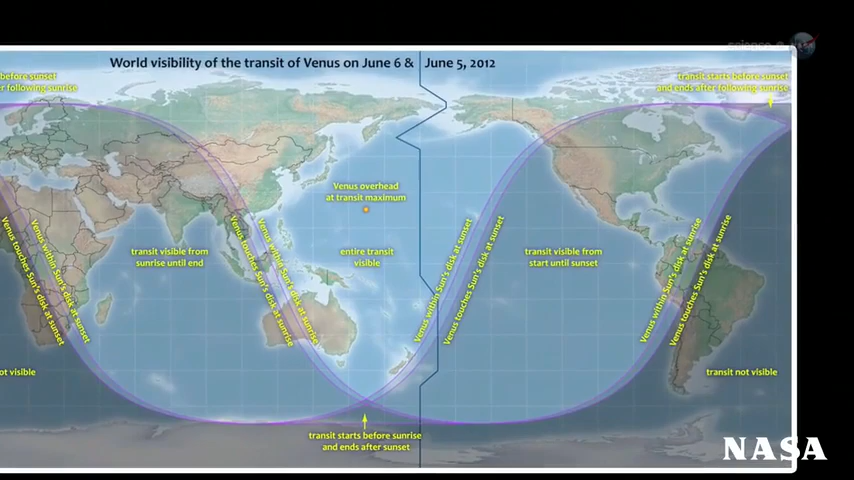 science @ NASA
World visibility of the transit of Venus on June 6 & June 5, 2012
before sunset
r following sunrise
transit starts before sunset
and ends after following sunrise
Venus overhead
at transit maximum
transit visible from
sunrise until end
entire transit
visible
transit visible from
start until sunset
Venus touches Sun's disk at sunset
Venus within Sun's disk at sunset
Venus touches Sun's disk at sunrise
Venus within Sun's disk at sunrise
Venus within Sun's disk at sunset
Venus touches Sun's disk at sunset
Venus within Sun's disk at sunrise
Venus touches Sun's disk at sunrise
ot visible
transit not visible
transit starts before sunrise
and ends after sunset
NASA